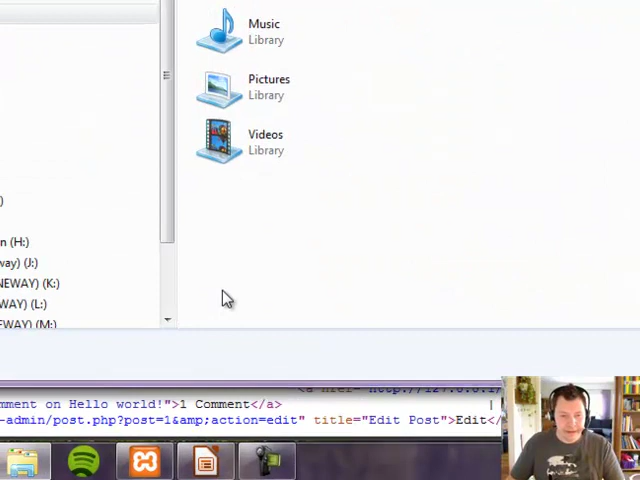 Music
Library
Pictures
Library
Videos
Library
)
n (H:)
way) (J:)
NEWAY) (K:)
WAY) (L:)
EWAY) (M:)
mment on Hello world!">1 Comment</a>
-admin/post.php?post=1&amp;action=edit" title="Edit Post">Edit</